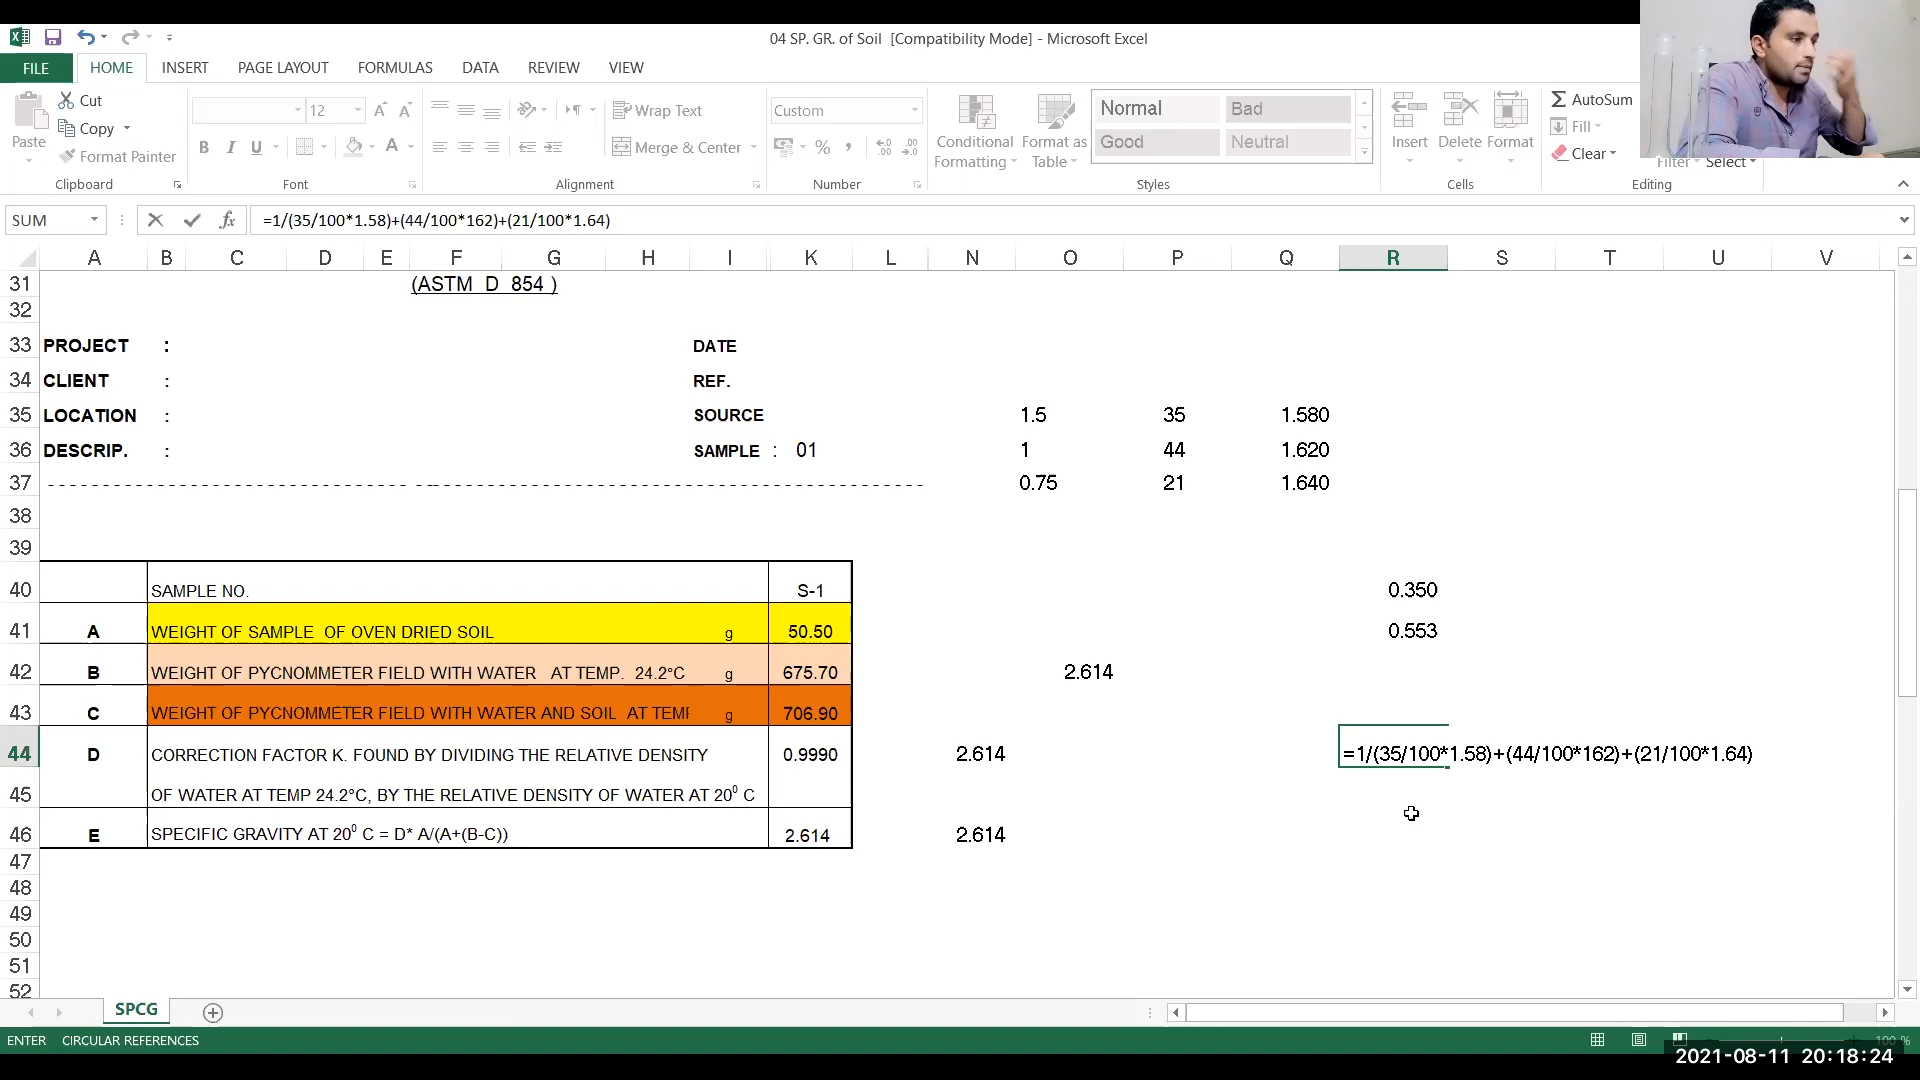 04 SP. GR. of Soil [Compatibility Mode] - Microsoft Excel
FILE HOME INSERT PAGE LAYOUT FORMULAS DATA REVIEW VIEW
Paste Cut Copy Format Painter
12
Wrap Text
Merge & Center
Custom
Conditional Formatting
Format as Table
Normal Bad
Good Neutral
Insert Delete Format
AutoSum
Fill
Clear
Filter Select
Clipboard Font Alignment Number Styles Cells Editing
SUM =1/(35/100*1.58)+(44/100*162)+(21/100*1.64)
A B C D E F G H I K L N O P Q R S T U V
31 (ASTM D 854 )
32
33 PROJECT : DATE
34 CLIENT : REF.
35 LOCATION : SOURCE 1.5 35 1.580
36 DESCRIP. : SAMPLE : 01 1 44 1.620
37 0.75 21 1.640
38
39
40 SAMPLE NO. S-1 0.350
41 A WEIGHT OF SAMPLE OF OVEN DRIED SOIL g 50.50 0.553
42 B WEIGHT OF PYCNOMMETER FIELD WITH WATER AT TEMP. 24.2°C g 675.70 2.614
43 C WEIGHT OF PYCNOMMETER FIELD WITH WATER AND SOIL AT TEMP g 706.90
44 D CORRECTION FACTOR K. FOUND BY DIVIDING THE RELATIVE DENSITY 0.9990 2.614 =1/(35/100*1.58)+(44/100*162)+(21/100*1.64)
45 OF WATER AT TEMP 24.2°C, BY THE RELATIVE DENSITY OF WATER AT 20⁰ C
46 E SPECIFIC GRAVITY AT 20⁰ C = D* A/(A+(B-C)) 2.614 2.614
47
48
49
50
51
52
SPCG
ENTER CIRCULAR REFERENCES 100 %
2021-08-11 20:18:24